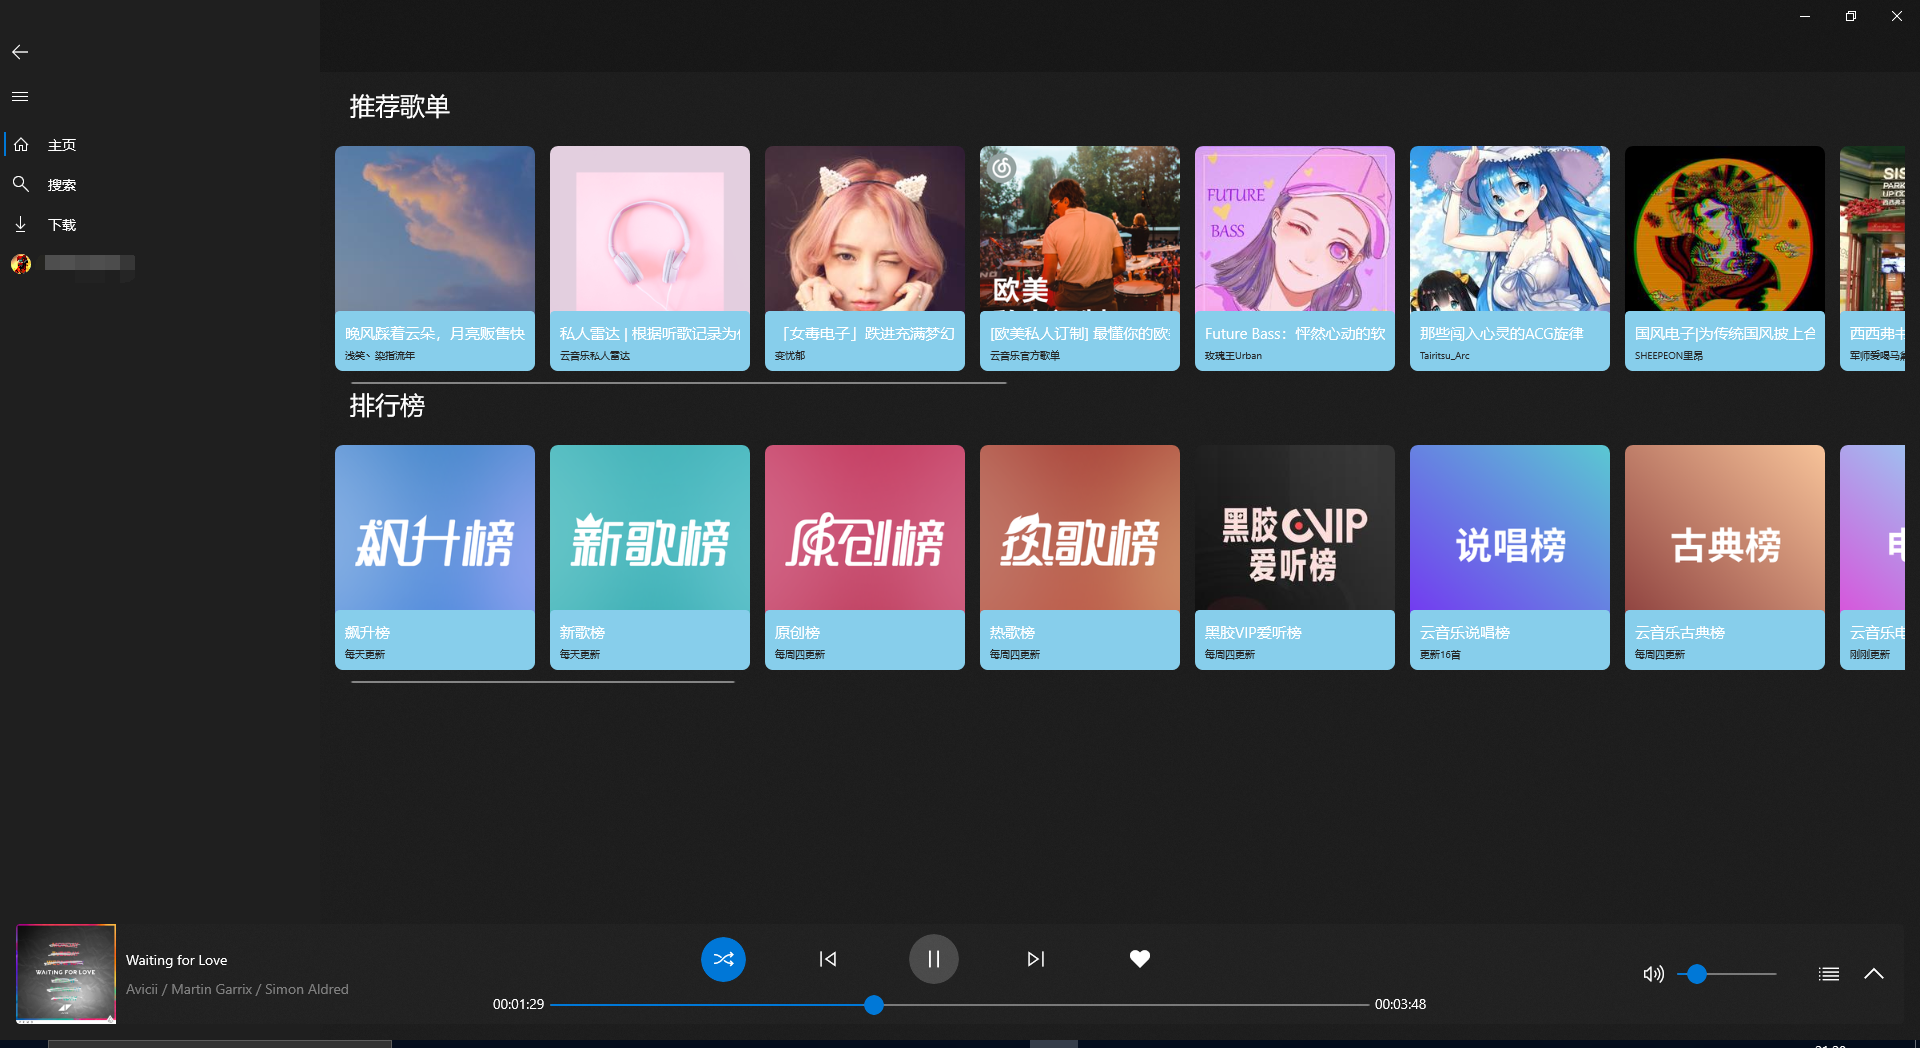 主页
搜索
下载
推荐歌单
欧美
FUTURE
BASS
SIS
PARK
晚风踩着云朵，月亮贩售快
浅笑丶染指流年
私人雷达 | 根据听歌记录为
云音乐私人雷达
「女毒电子」跌进充满梦幻
变忧郁
[欧美私人订制] 最懂你的欧
云音乐官方歌单
Future Bass：怦然心动的软
玫瑰王Urban
那些闯入心灵的ACG旋律
Tairitsu_Arc
国风电子|为传统国风披上合
SHEEPEON里昂
西西弗
军师爱喝马
排行榜
飙升榜
新歌榜
原创榜
热歌榜
黑胶VIP
爱听榜
说唱榜
古典榜
电
飙升榜
每天更新
新歌榜
每天更新
原创榜
每周四更新
热歌榜
每周四更新
黑胶VIP爱听榜
每周四更新
云音乐说唱榜
更新16首
云音乐古典榜
每周四更新
云音乐电
刚刚更新
WAITING FOR LOVE
Waiting for Love
Avicii / Martin Garrix / Simon Aldred
00:01:29
00:03:48